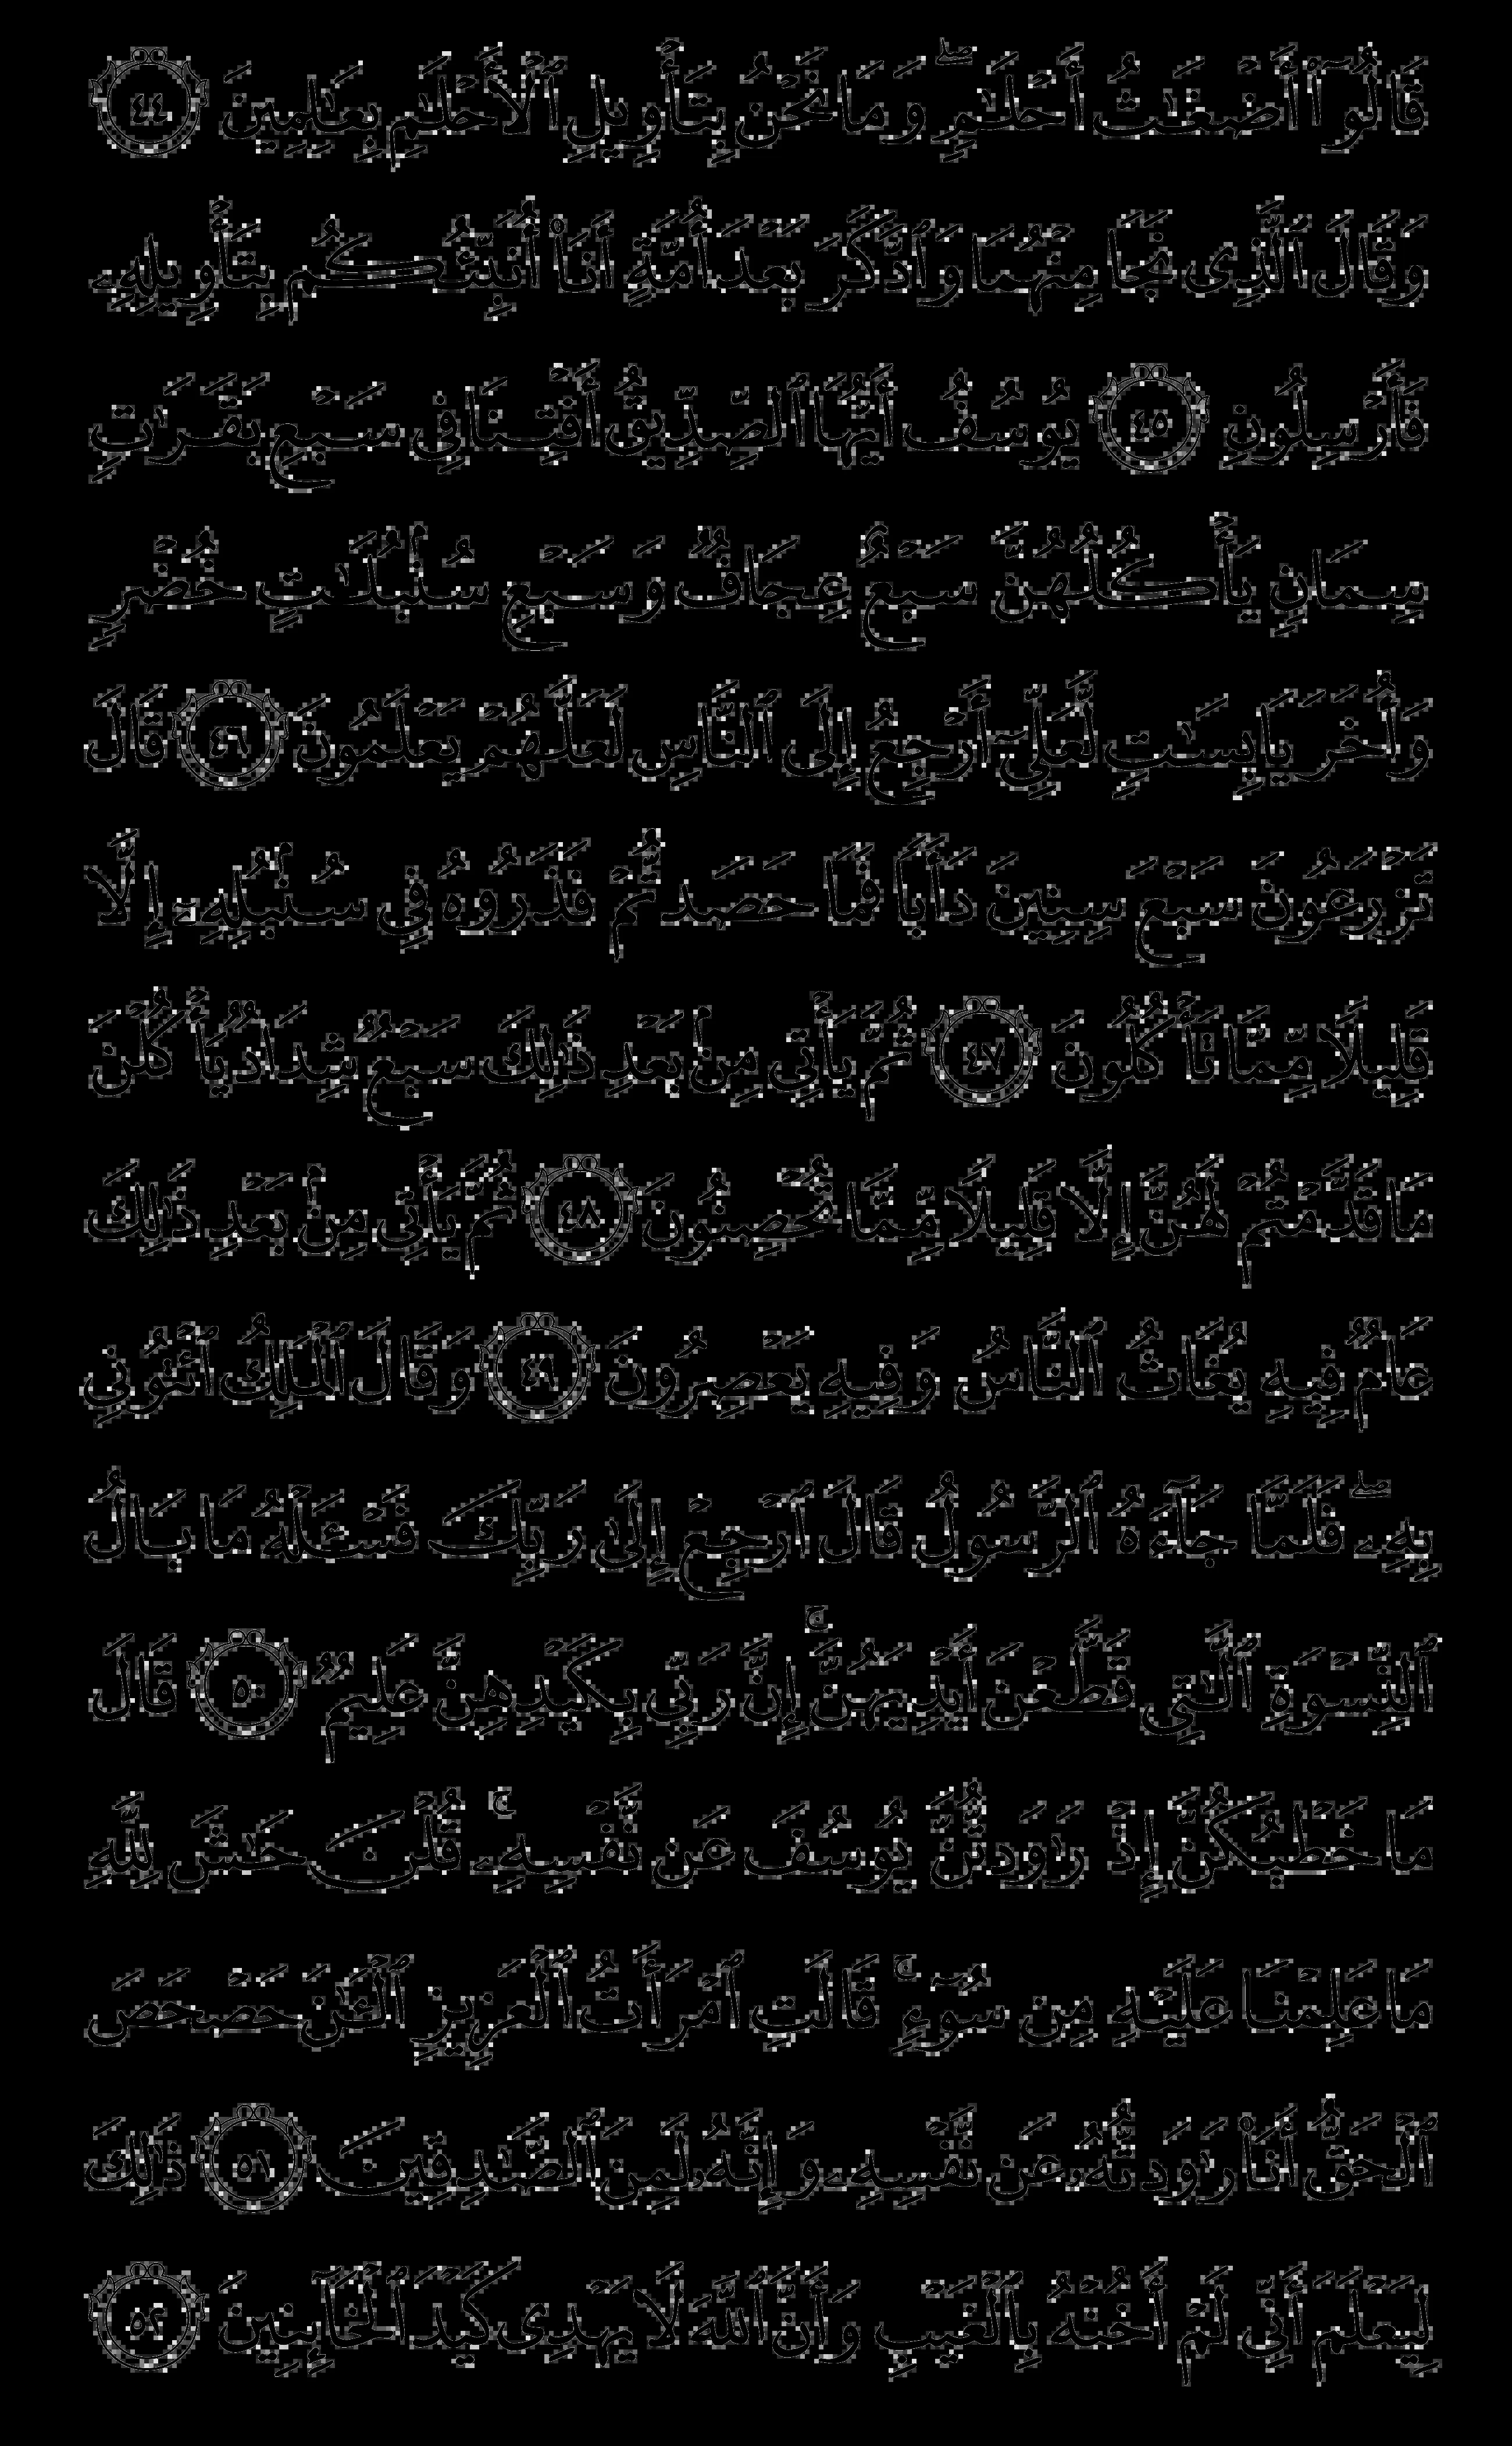 قَالُوٓا۟ أَضْغَـٰثُ أَحْلَـٰمٍ ۖ وَمَا نَحْنُ بِتَأْوِيلِ ٱلْأَحْلَـٰمِ بِعَـٰلِمِينَ ٤٤
وَقَالَ ٱلَّذِى نَجَا مِنْهُمَا وَٱدَّكَرَ بَعْدَ أُمَّةٍ أَنَا۠ أُنَبِّئُكُم بِتَأْوِيلِهِۦ
فَأَرْسِلُونِ ٤٥ يُوسُفُ أَيُّهَا ٱلصِّدِّيقُ أَفْتِنَا فِى سَبْعِ بَقَرَٰتٍ
سِمَانٍ يَأْكُلُهُنَّ سَبْعٌ عِجَافٌ وَسَبْعِ سُنۢبُلَـٰتٍ خُضْرٍ
وَأُخَرَ يَابِسَـٰتٍ لَّعَلِّىٓ أَرْجِعُ إِلَى ٱلنَّاسِ لَعَلَّهُمْ يَعْلَمُونَ ٤٦ قَالَ
تَزْرَعُونَ سَبْعَ سِنِينَ دَأَبًا فَمَا حَصَدتُّمْ فَذَرُوهُ فِى سُنۢبُلِهِۦٓ إِلَّا
قَلِيلًا مِّمَّا تَأْكُلُونَ ٤٧ ثُمَّ يَأْتِى مِنۢ بَعْدِ ذَٰلِكَ سَبْعٌ شِدَادٌ يَأْكُلْنَ
مَا قَدَّمْتُمْ لَهُنَّ إِلَّا قَلِيلًا مِّمَّا تُحْصِنُونَ ٤٨ ثُمَّ يَأْتِى مِنۢ بَعْدِ ذَٰلِكَ
عَامٌ فِيهِ يُغَاثُ ٱلنَّاسُ وَفِيهِ يَعْصِرُونَ ٤٩ وَقَالَ ٱلْمَلِكُ ٱئْتُونِى
بِهِۦ ۖ فَلَمَّا جَآءَهُ ٱلرَّسُولُ قَالَ ٱرْجِعْ إِلَىٰ رَبِّكَ فَسْـَٔلْهُ مَا بَالُ
ٱلنِّسْوَةِ ٱلَّـٰتِى قَطَّعْنَ أَيْدِيَهُنَّ ۚ إِنَّ رَبِّى بِكَيْدِهِنَّ عَلِيمٌ ٥٠ قَالَ
مَا خَطْبُكُنَّ إِذْ رَٰوَدتُّنَّ يُوسُفَ عَن نَّفْسِهِۦ ۚ قُلْنَ حَـٰشَ لِلَّهِ
مَا عَلِمْنَا عَلَيْهِ مِن سُوٓءٍ ۚ قَالَتِ ٱمْرَأَتُ ٱلْعَزِيزِ ٱلْـَٔـٰنَ حَصْحَصَ
ٱلْحَقُّ أَنَا۠ رَٰوَدتُّهُۥ عَن نَّفْسِهِۦ وَإِنَّهُۥ لَمِنَ ٱلصَّـٰدِقِينَ ٥١ ذَٰلِكَ
لِيَعْلَمَ أَنِّى لَمْ أَخُنْهُ بِٱلْغَيْبِ وَأَنَّ ٱللَّهَ لَا يَهْدِى كَيْدَ ٱلْخَآئِنِينَ ٥٢